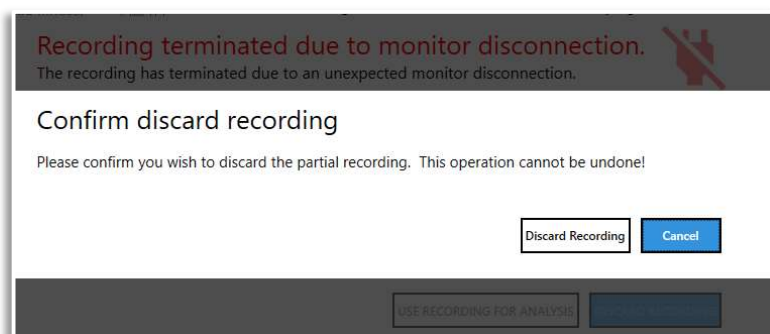 Recording terminated due to monitor disconnection.
The recording has terminated due to an unexpected monitor disconnection.
Confirm discard recording
Please confirm you wish to discard the partial recording. This operation cannot be undone!
Discard Recording
Cancel
USE RECORDING FOR ANALYSIS
DISCARD RECORDING